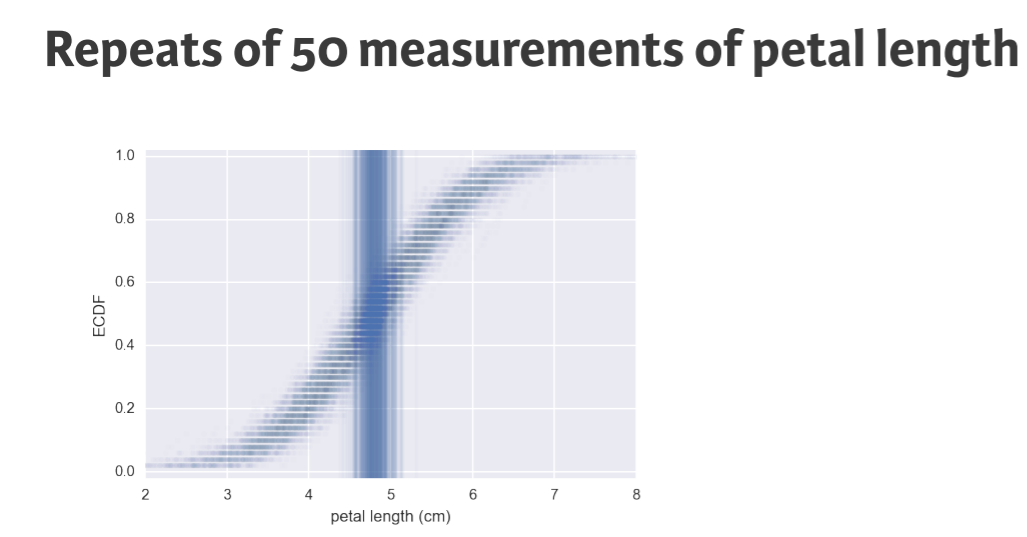 Repeats of 50 measurements of petal length
1.0
0.8
0.6
0.4
0.2
0.0
ECDF
2 3 4 5 6 7 8
petal length (cm)